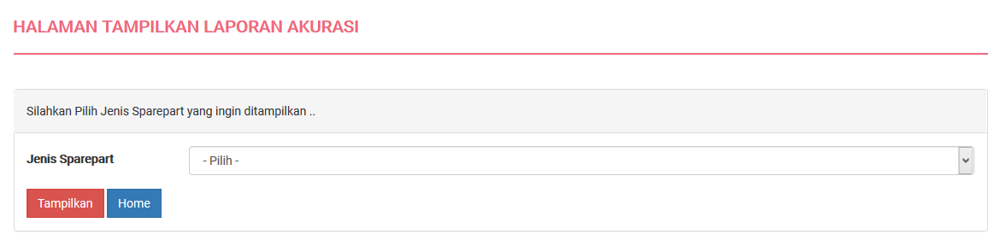 HALAMAN TAMPILKAN LAPORAN AKURASI
Silahkan Pilih Jenis Sparepart yang ingin ditampilkan ..
Jenis Sparepart
- Pilih -
Tampilkan Home